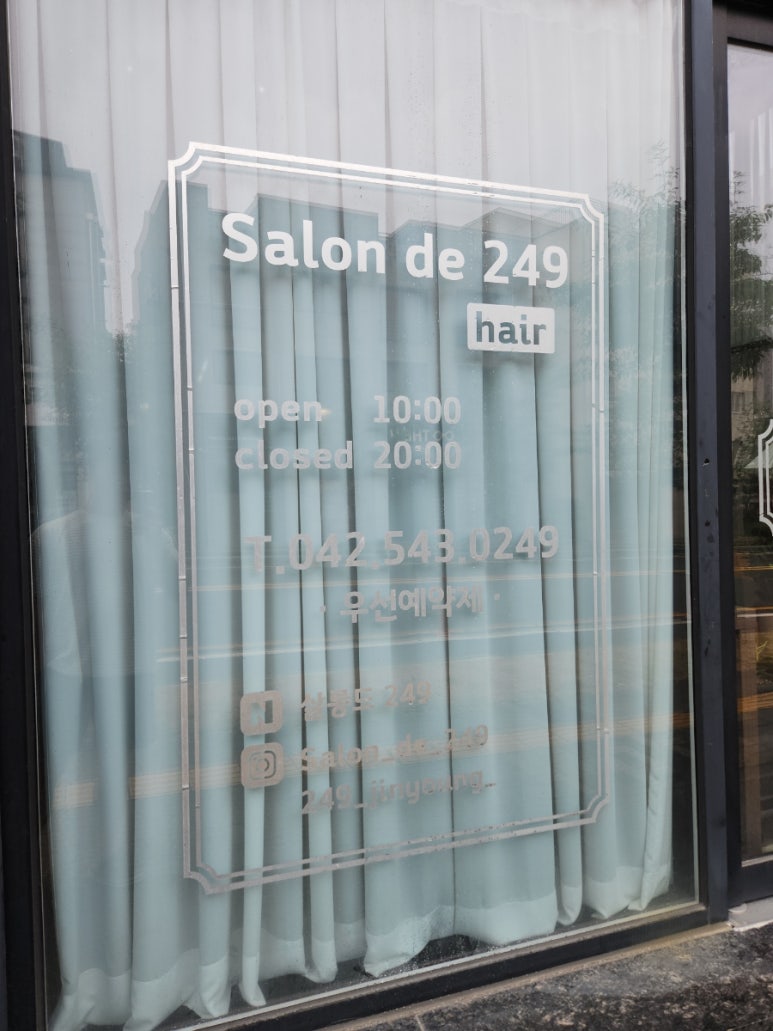 Salon de 249
hair
open 10:00
closed 20:00
T.042.543.0249
· 우선예약제 ·
살롱드 249
Salon_de_249
249_jinyeong_